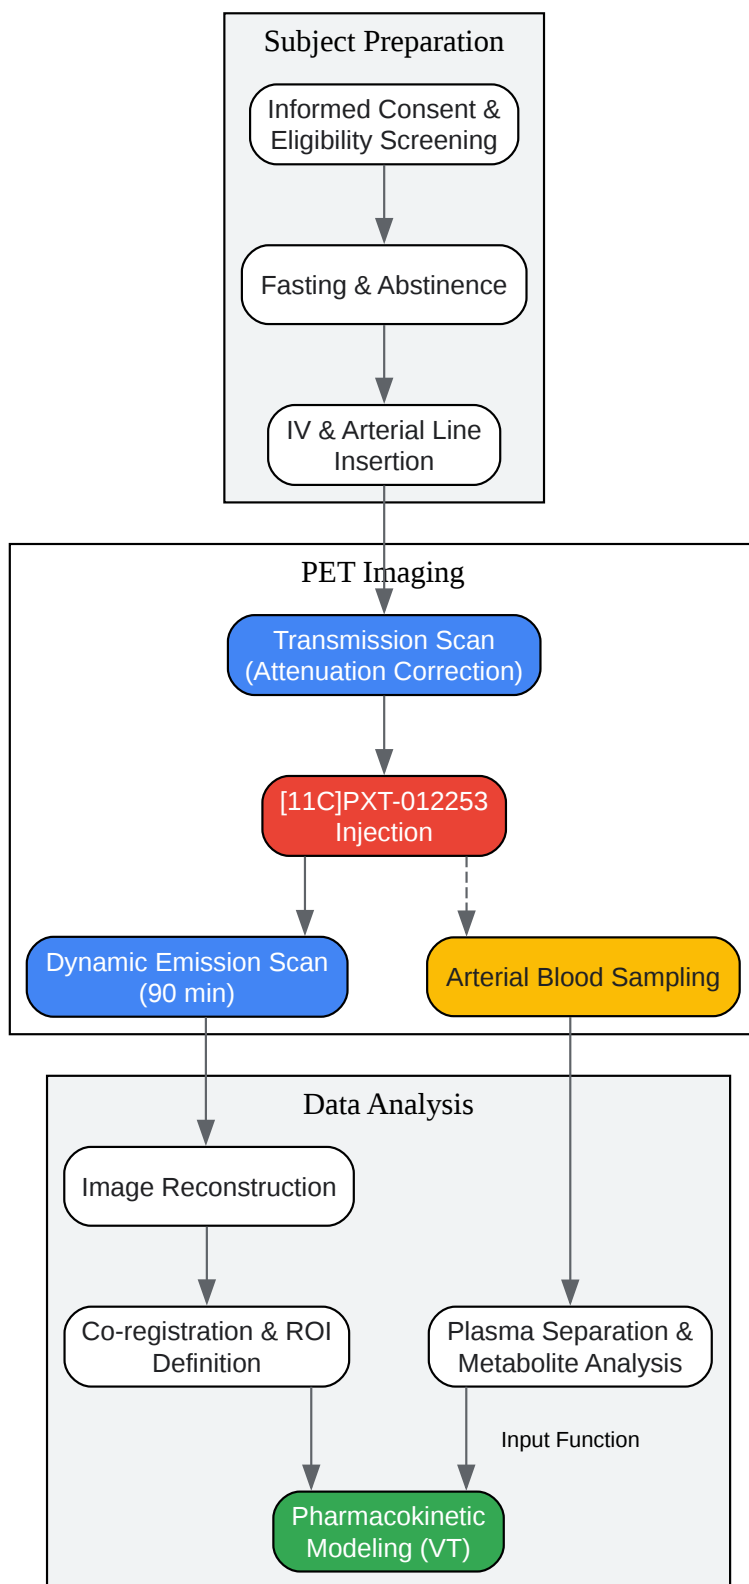 Subject Preparation
Informed Consent &
Eligibility Screening
Fasting & Abstinence
IV & Arterial Line
Insertion
PET Imaging
Transmission Scan
(Attenuation Correction)
[11C]PXT-012253
Injection
Dynamic Emission Scan
(90 min)
Arterial Blood Sampling
Data Analysis
Image Reconstruction
Co-registration & ROI
Definition
Plasma Separation &
Metabolite Analysis
Input Function
Pharmacokinetic
Modeling (VT)